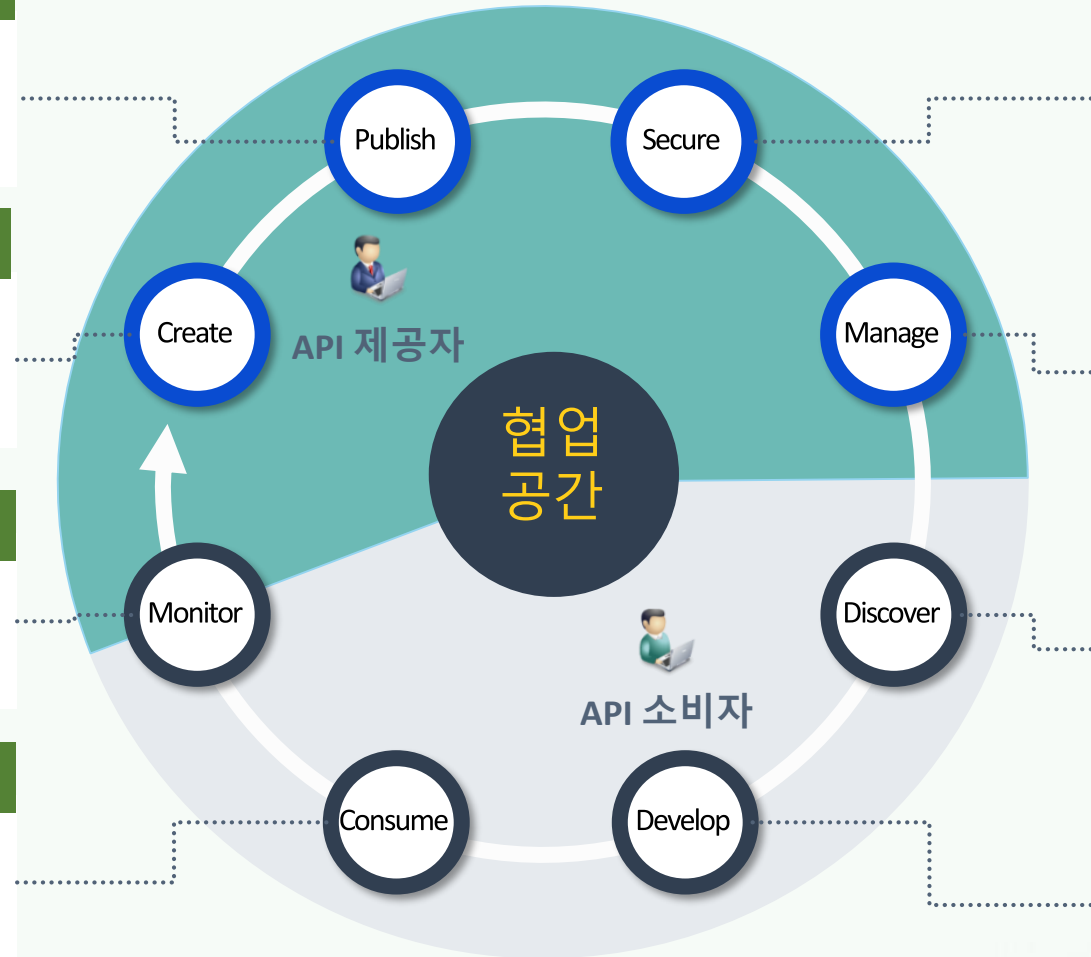 Publish
Secure
Create
API 제공자
Manage
협업
공간
Monitor
Discover
API 소비자
Consume
Develop